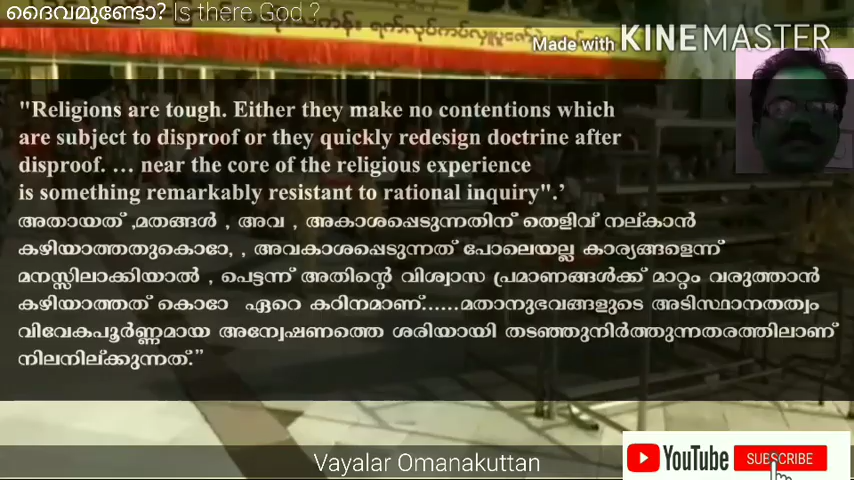 ദൈവമുണ്ടോ? Is there God ?
Made with KINEMASTER
"Religions are tough. Either they make no contentions which
are subject to disproof or they quickly redesign doctrine after
disproof. … near the core of the religious experience
is something remarkably resistant to rational inquiry".’
അതായത് ,മതങ്ങൾ , അവ , അകാശപ്പെടുന്നതിന് തെളിവ് നല്കാൻ
കഴിയാത്തതുകൊണോ, , അവകാശപ്പെടുന്നത് പോലെയല്ല കാര്യങ്ങളെന്ന്
മനസ്സിലാക്കിയാൽ , പെട്ടന്ന് അതിന്റെ വിശ്വാസ പ്രമാണങ്ങൾക്ക് മാറ്റം വരുത്താൻ
കഴിയാത്തത് കൊണോ ഏറെ കഠിനമാണ്......മതാനുഭവങ്ങളുടെ അടിസ്ഥാനതത്വം
വിവേകപൂർണ്ണമായ അന്വേഷണത്തെ ശരിയായി തടഞ്ഞുനിർത്തുന്നതരത്തിലാണ്
നിലനില്ക്കുന്നത്.”
Vayalar Omanakuttan
YouTube SUBSCRIBE